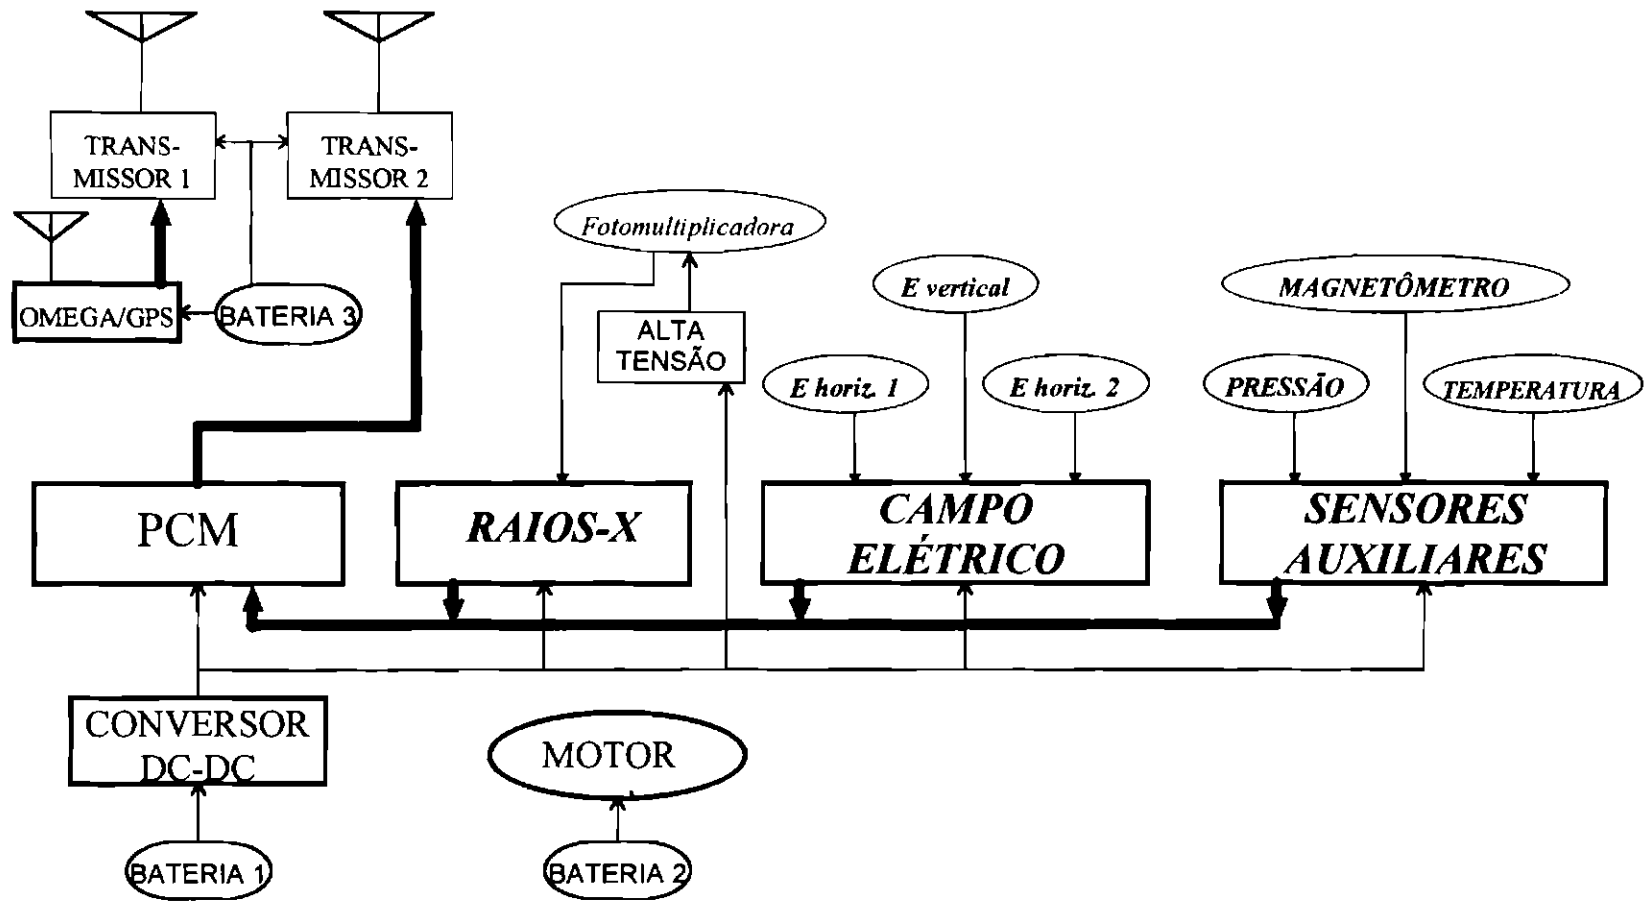 TRANS-
MISSOR 1
TRANS-
MISSOR 2
Fotomultiplicadora
OMEGA/GPS
BATERIA 3
ALTA
TENSÃO
E vertical
MAGNETÔMETRO
E horiz. 1
E horiz. 2
PRESSÃO
TEMPERATURA
PCM
RAIOS-X
CAMPO
ELÉTRICO
SENSORES
AUXILIARES
CONVERSOR
DC-DC
MOTOR
BATERIA 1
BATERIA 2